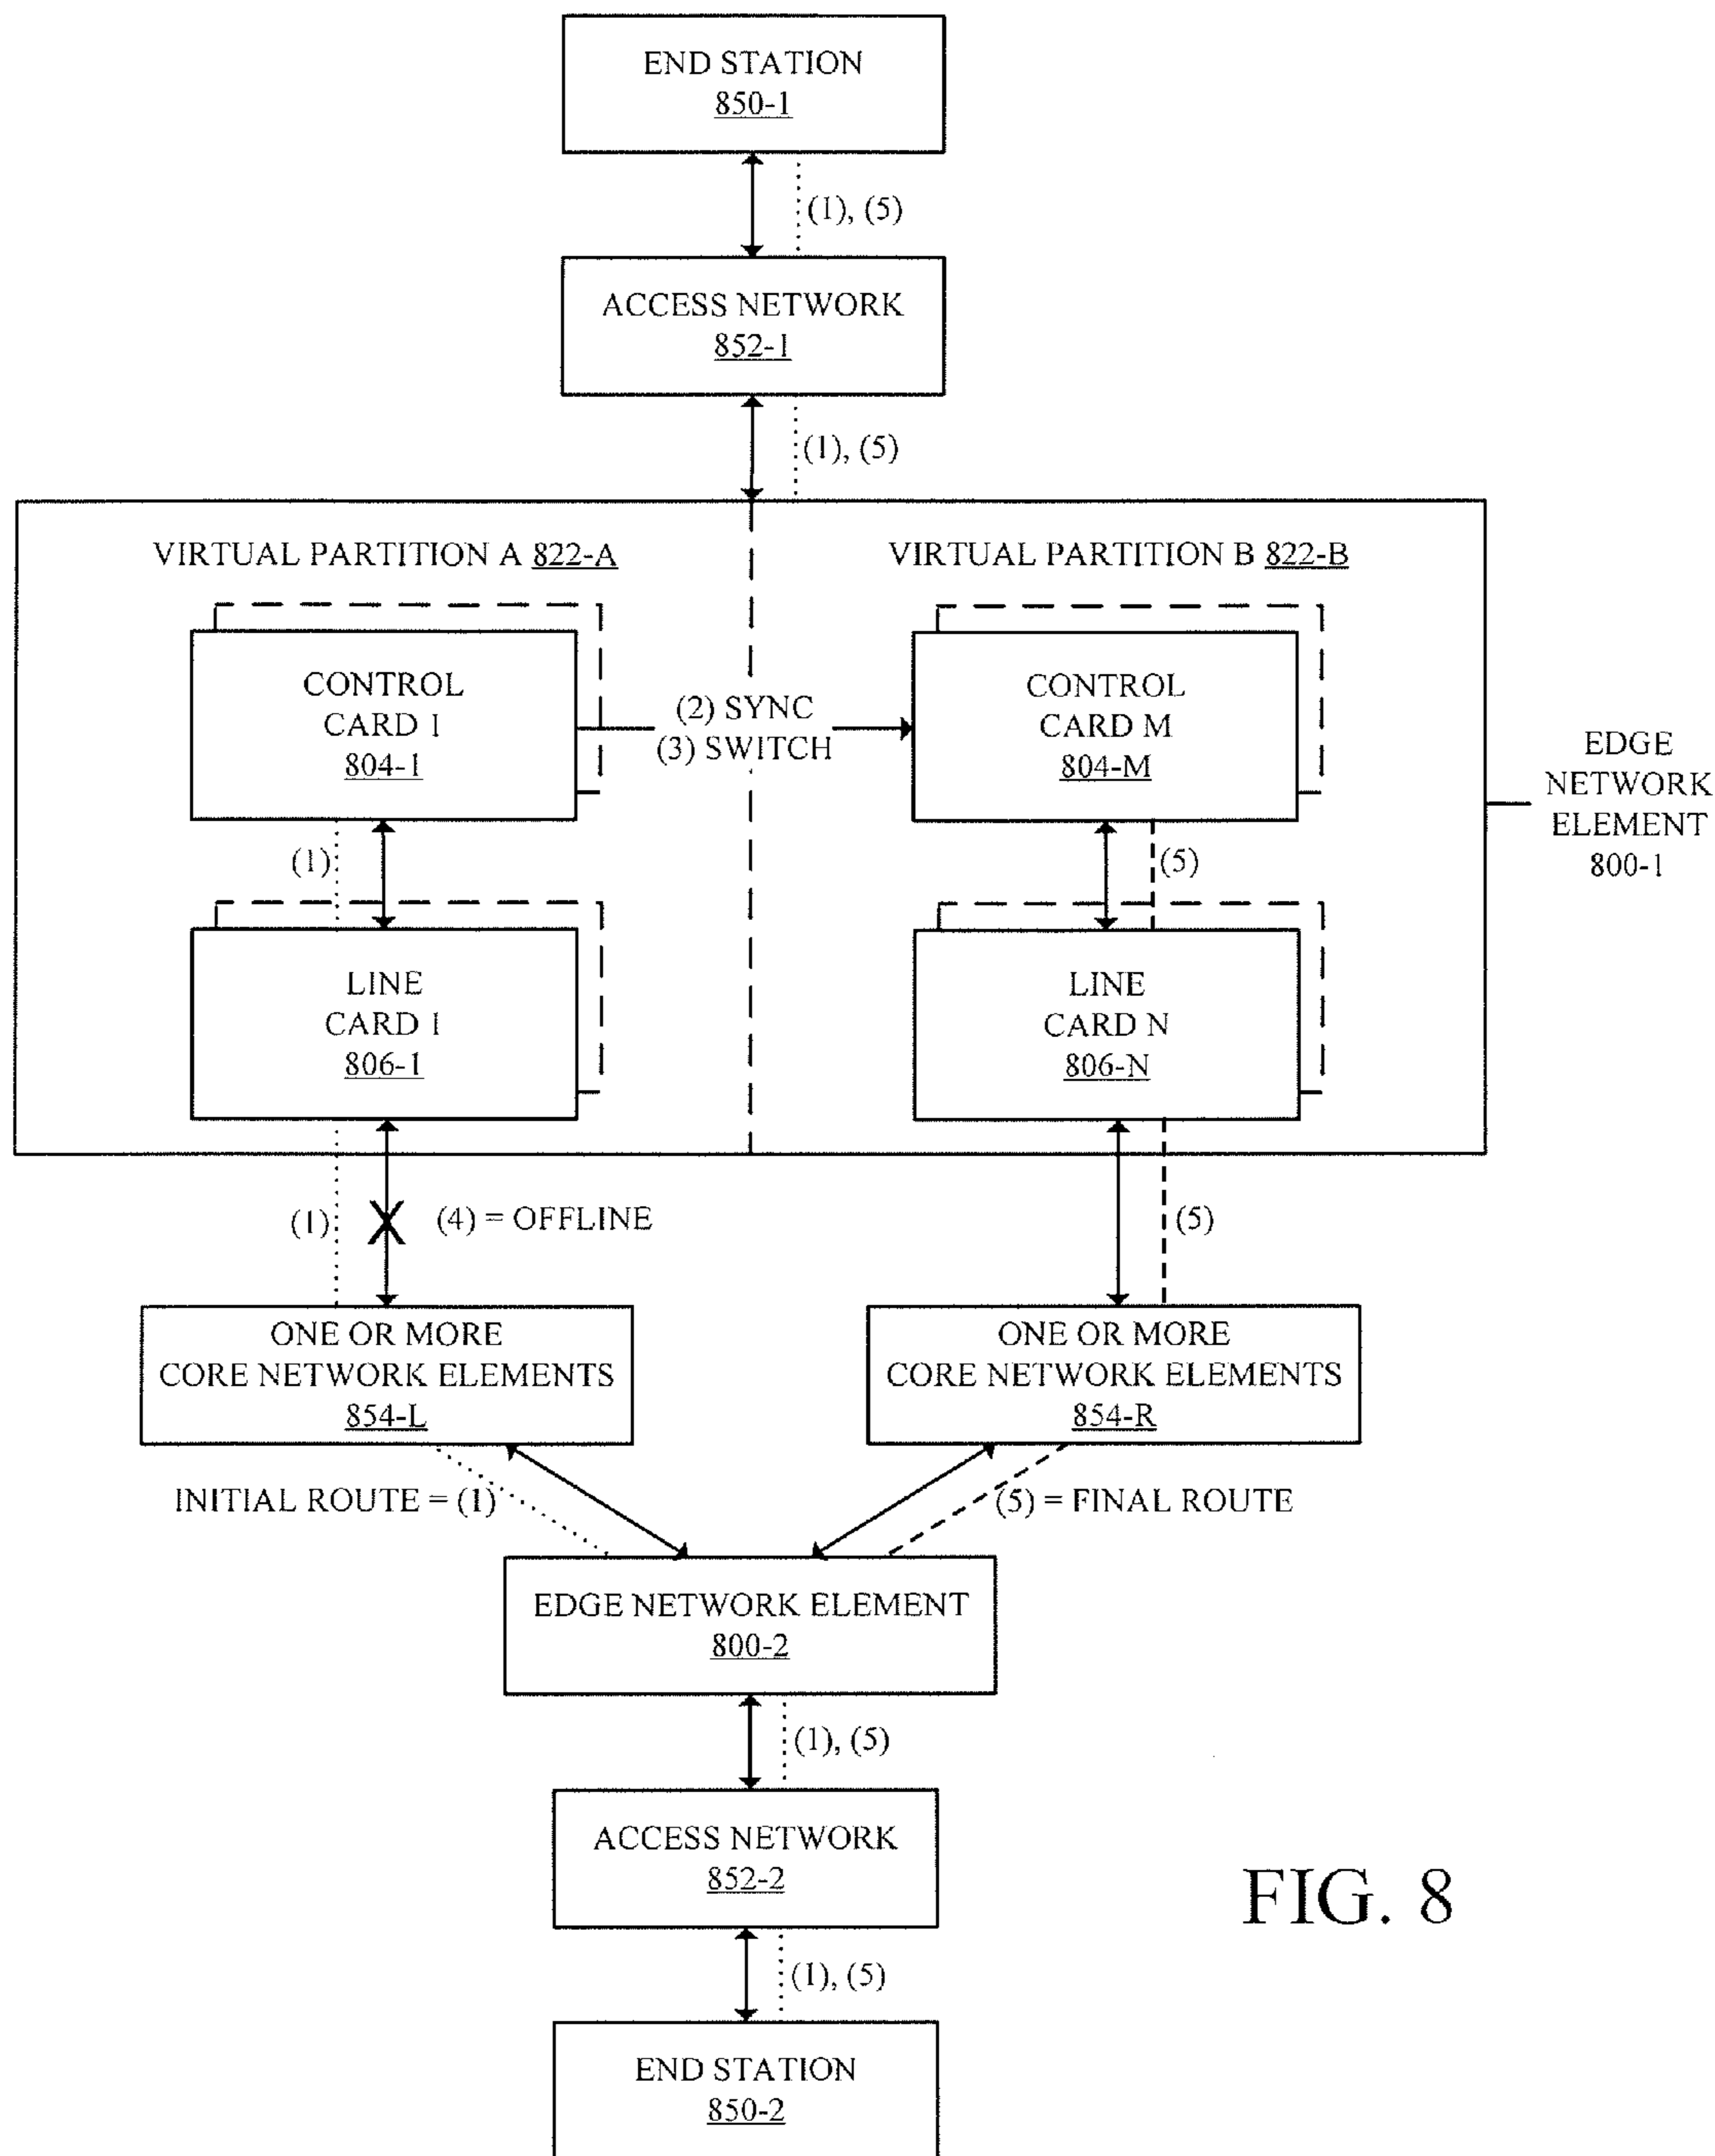 END STATION
850-1
(1), (5)
ACCESS NETWORK
852-1
(1), (5)
VIRTUAL PARTITION A 822-A
VIRTUAL PARTITION B 822-B
CONTROL
CARD 1
804-1
(2) SYNC
(3) SWITCH
CONTROL
CARD M
804-M
EDGE
NETWORK
ELEMENT
800-1
(1)
(5)
LINE
CARD 1
806-1
LINE
CARD N
806-N
(1)
(4) = OFFLINE
(5)
ONE OR MORE
CORE NETWORK ELEMENTS
854-L
ONE OR MORE
CORE NETWORK ELEMENTS
854-R
INITIAL ROUTE = (1)
(5) = FINAL ROUTE
EDGE NETWORK ELEMENT
800-2
(1), (5)
ACCESS NETWORK
852-2
(1), (5)
END STATION
850-2
FIG. 8